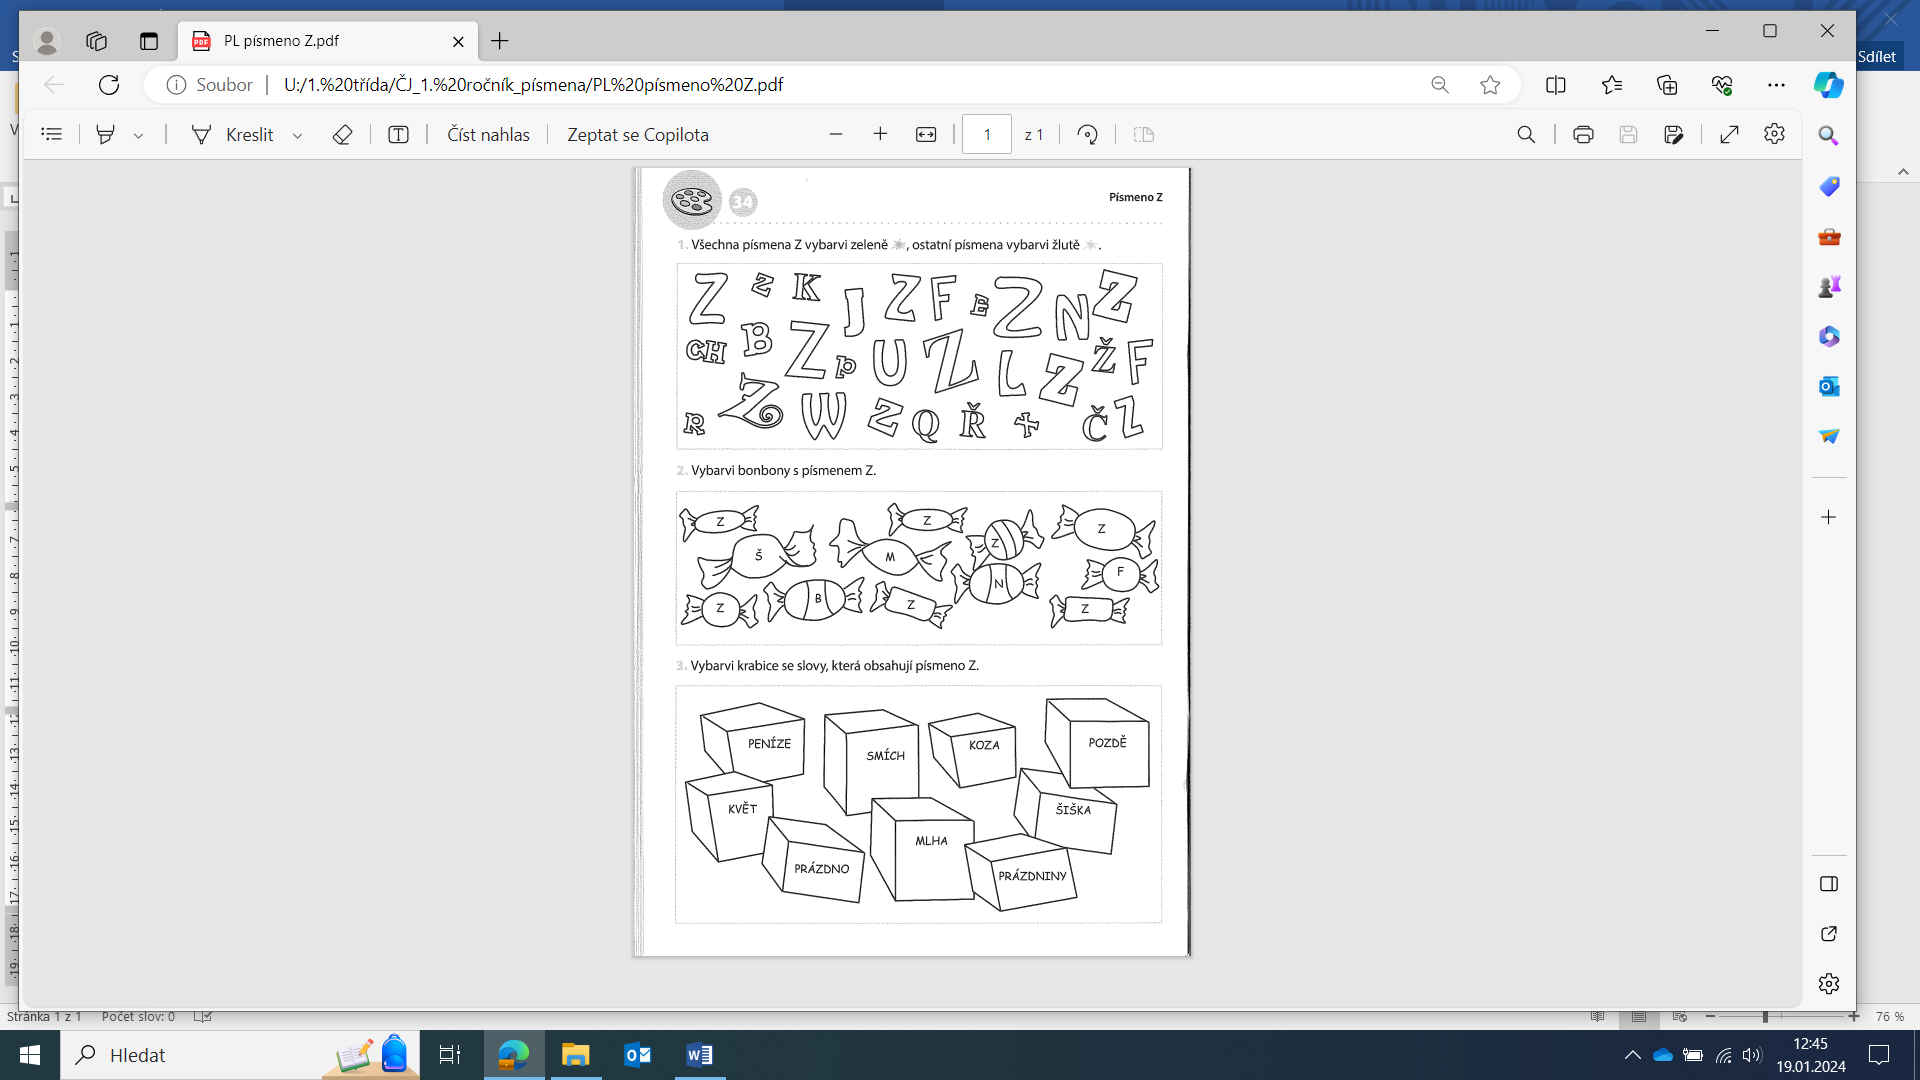 PL písmeno Z.pdf
Sdílet
Soubor U:/1.%20třída/ČJ_1.%20ročník_písmena/PL%20písmeno%20Z.pdf
Kreslit Číst nahlas Zeptat se Copilota 1 z 1
34 Písmeno Z
1. Všechna písmena Z vybarvi zeleně , ostatní písmena vybarvi žlutě .
Z Z K J Z F E Z N Z
CH B Z P U Z L Z Ž F
R Z W Z Q Ř Č Z
2. Vybarvi bonbony s písmenem Z.
Z Z Z Z
Š M F
Z B Z N Z
3. Vybarvi krabice se slovy, která obsahují písmeno Z.
PENÍZE SMÍCH KOZA POZDĚ
KVĚT MLHA ŠIŠKA
PRÁZDNO PRÁZDNINY
Stránka 1 z 1 Počet slov: 0 76 %
Hledat 12:45
19.01.2024